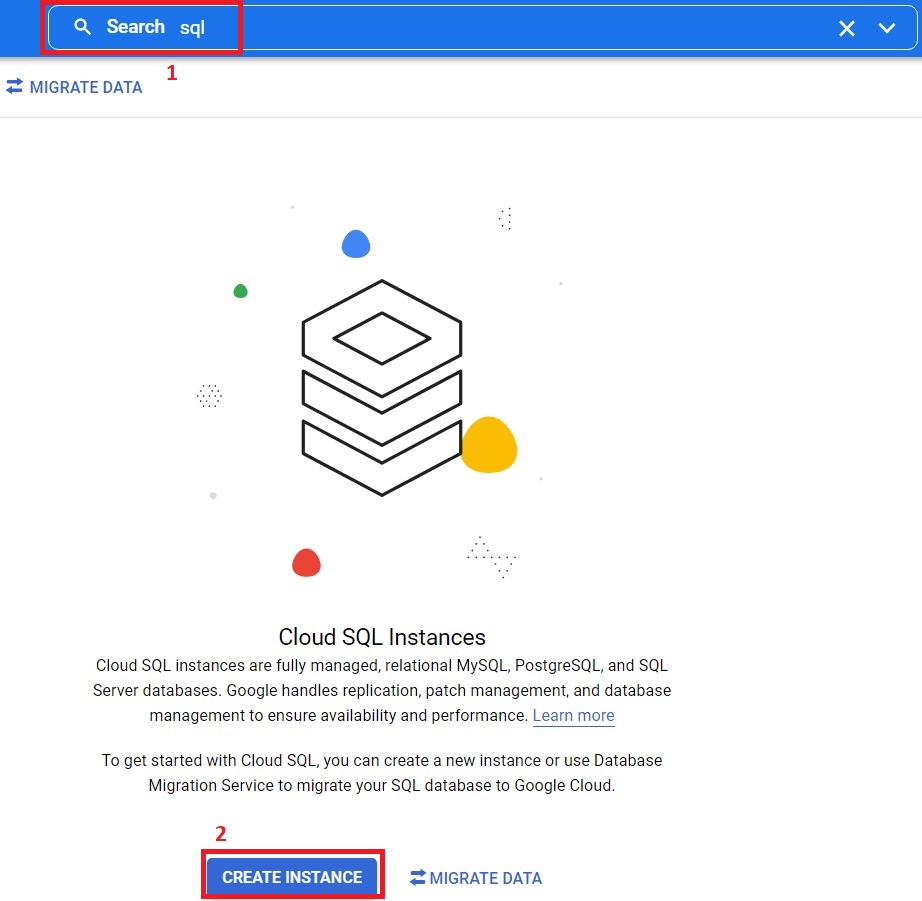 Search sql
1
MIGRATE DATA
Cloud SQL Instances
Cloud SQL instances are fully managed, relational MySQL, PostgreSQL, and SQL
Server databases. Google handles replication, patch management, and database
management to ensure availability and performance. Learn more
To get started with Cloud SQL, you can create a new instance or use Database
Migration Service to migrate your SQL database to Google Cloud.
2
CREATE INSTANCE MIGRATE DATA